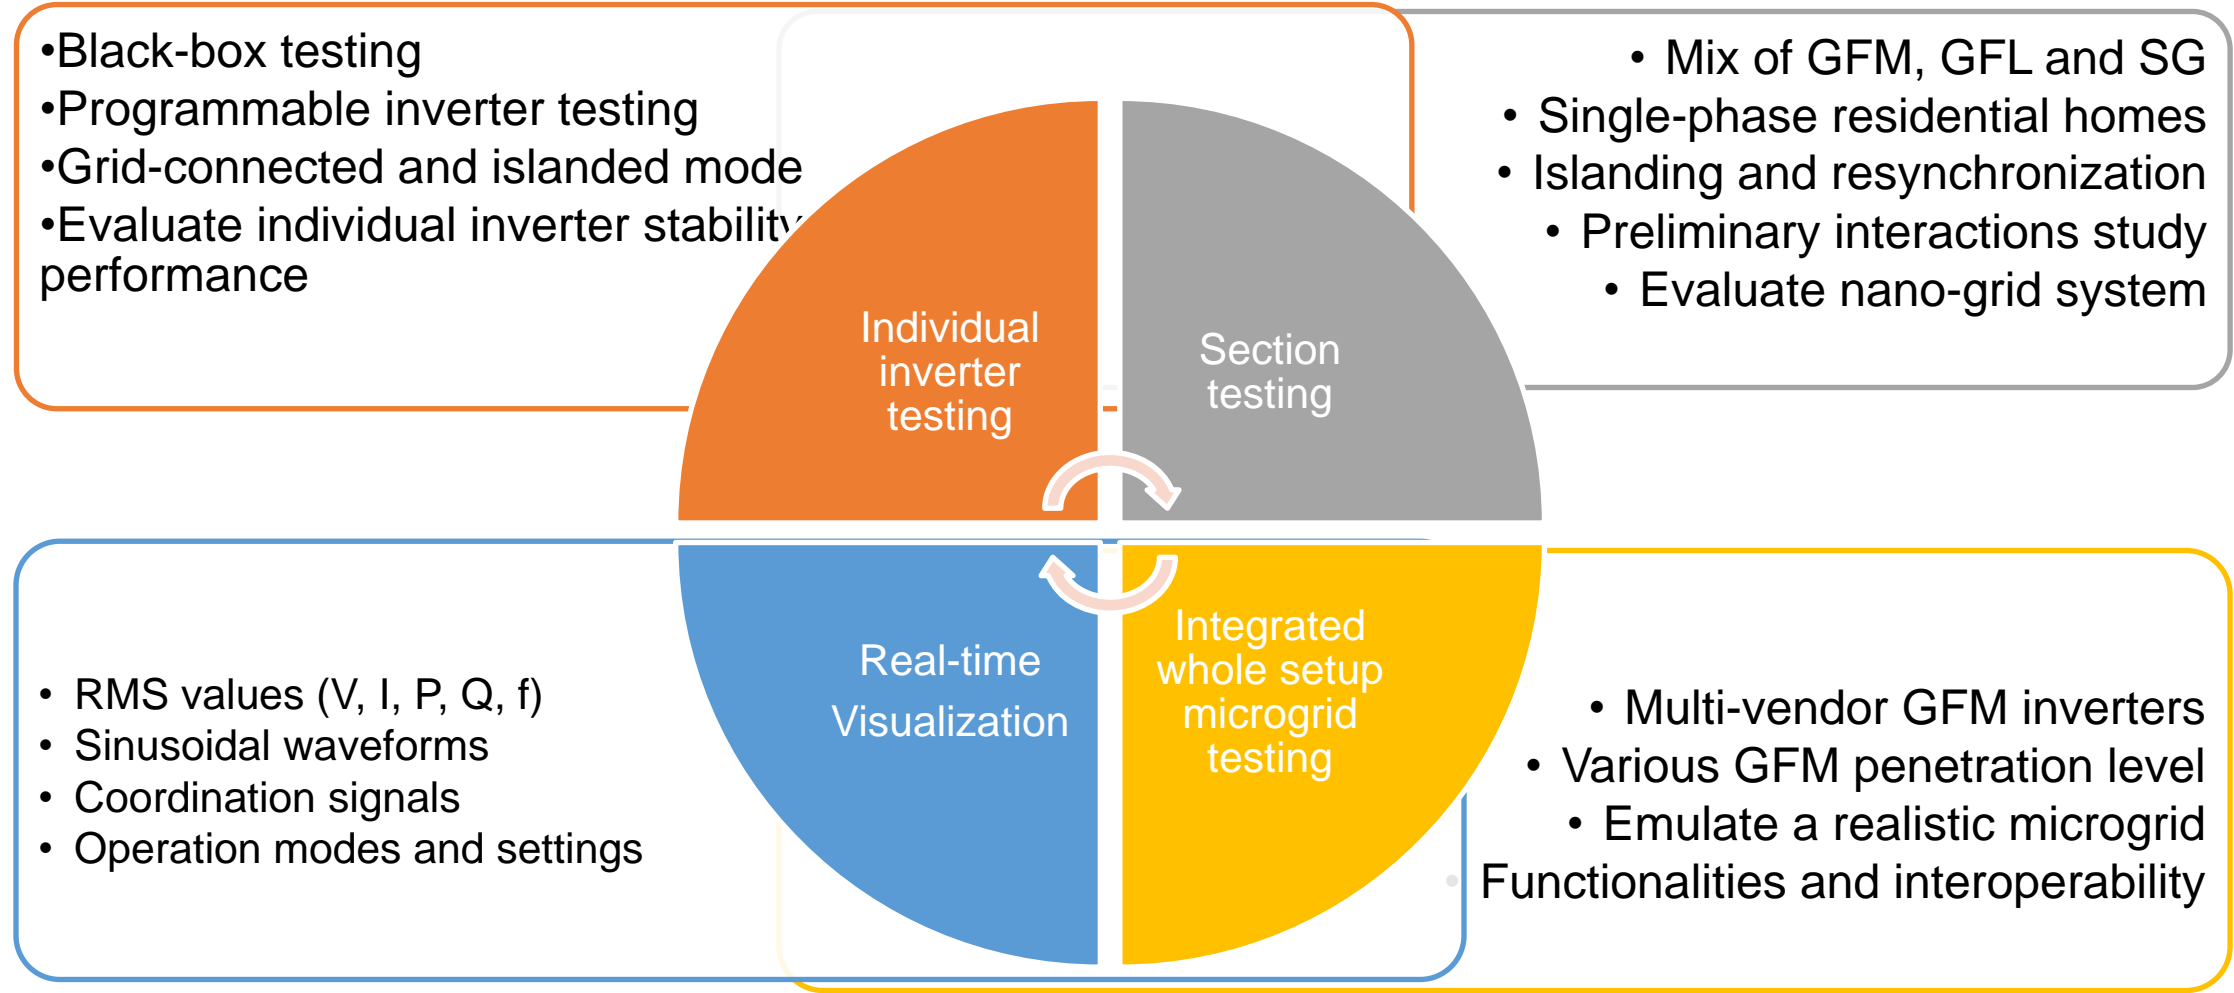 •Black-box testing
•Programmable inverter testing
•Grid-connected and islanded mode
•Evaluate individual inverter stability
performance
• Mix of GFM, GFL and SG
• Single-phase residential homes
• Islanding and resynchronization
• Preliminary interactions study
• Evaluate nano-grid system
Individual
inverter
testing
Section
testing
Real-time
Visualization
Integrated
whole setup
microgrid
testing
• RMS values (V, I, P, Q, f)
• Sinusoidal waveforms
• Coordination signals
• Operation modes and settings
• Multi-vendor GFM inverters
• Various GFM penetration level
• Emulate a realistic microgrid
• Functionalities and interoperability